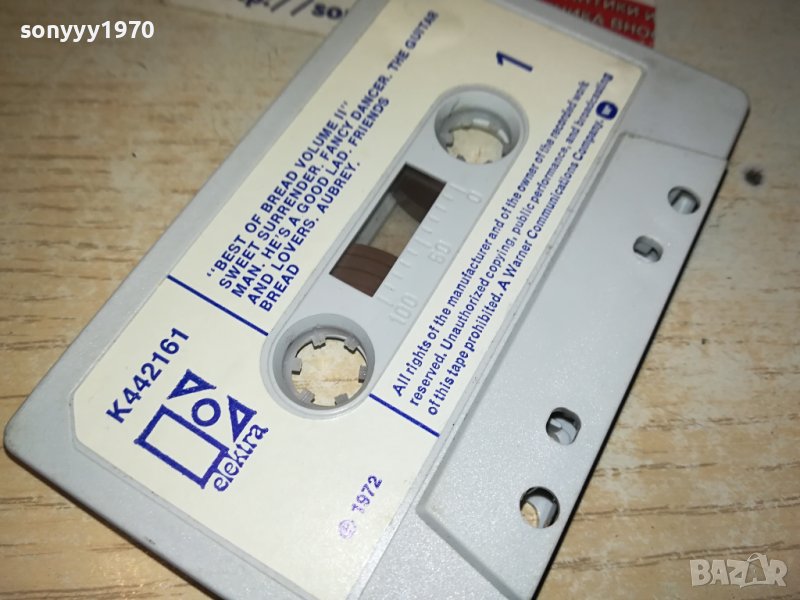 sonyyy1970
"BEST OF BREAD VOLUME II"
SWEET SURRENDER. FANCY DANCER. THE GUITAR
MAN. HE'S A GOOD LAD. FRIENDS
AND LOVERS. AUBREY.
BREAD
1
K442161
elektra
0
60
100
All rights of the manufacturer and of the owner of the recorded work
reserved. Unauthorized copying, public performance, and broadcasting
of this tape prohibited. A Warner Communications Company
Ⓟ 1972
BAZAR